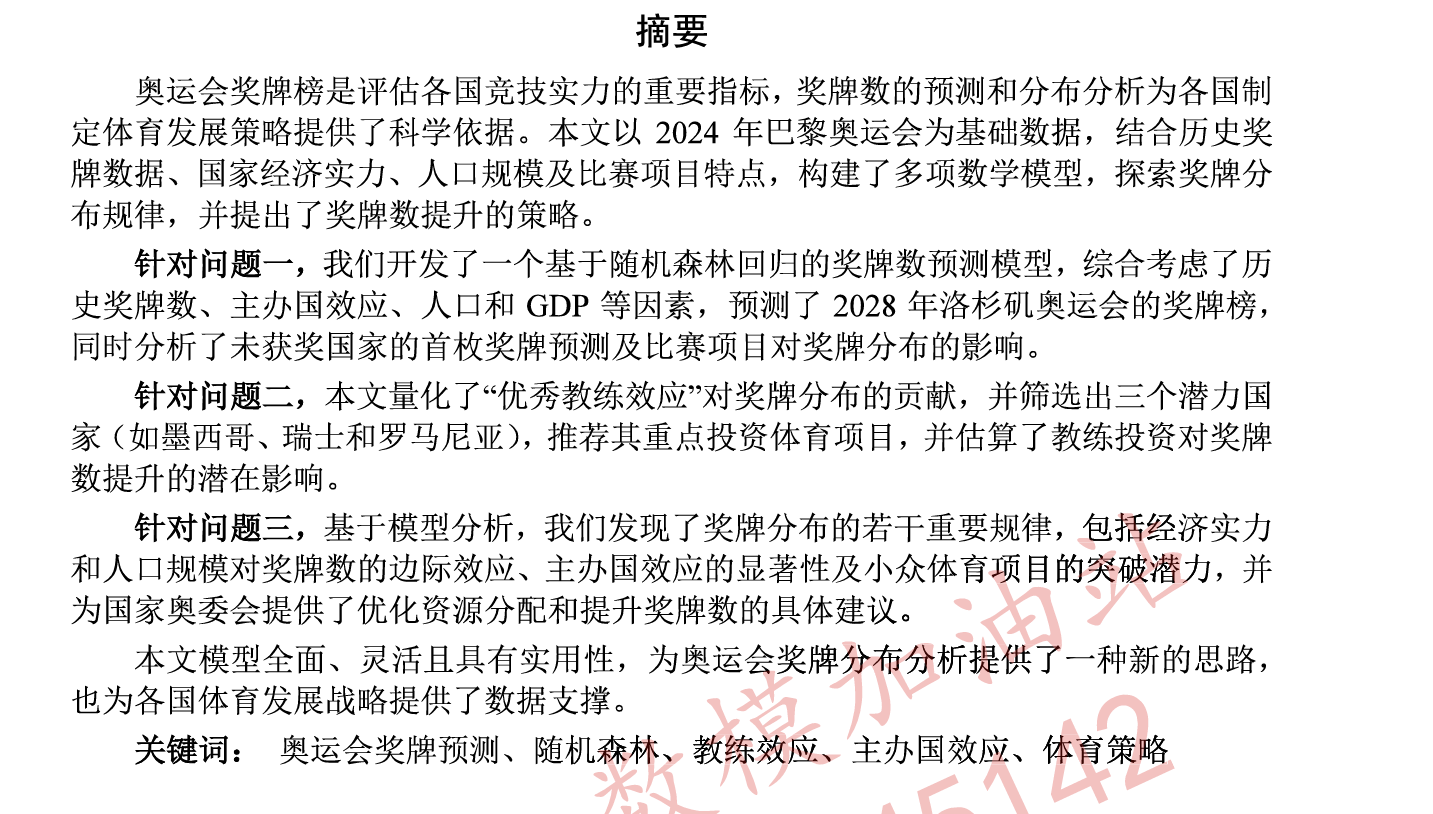 摘要
奥运会奖牌榜是评估各国竞技实力的重要指标，奖牌数的预测和分布分析为各国制
定体育发展策略提供了科学依据。本文以 2024 年巴黎奥运会为基础数据，结合历史奖
牌数据、国家经济实力、人口规模及比赛项目特点，构建了多项数学模型，探索奖牌分
布规律，并提出了奖牌数提升的策略。
针对问题一，我们开发了一个基于随机森林回归的奖牌数预测模型，综合考虑了历
史奖牌数、主办国效应、人口和 GDP 等因素，预测了 2028 年洛杉矶奥运会的奖牌榜，
同时分析了未获奖国家的首枚奖牌预测及比赛项目对奖牌分布的影响。
针对问题二，本文量化了“优秀教练效应”对奖牌分布的贡献，并筛选出三个潜力国
家（如墨西哥、瑞士和罗马尼亚），推荐其重点投资体育项目，并估算了教练投资对奖牌
数提升的潜在影响。
针对问题三，基于模型分析，我们发现了奖牌分布的若干重要规律，包括经济实力
和人口规模对奖牌数的边际效应、主办国效应的显著性及小众体育项目的突破潜力，并
为国家奥委会提供了优化资源分配和提升奖牌数的具体建议。
本文模型全面、灵活且具有实用性，为奥运会奖牌分布分析提供了一种新的思路，
也为各国体育发展战略提供了数据支撑。
关键词： 奥运会奖牌预测、随机森林、教练效应、主办国效应、体育策略
数模加油站
5142